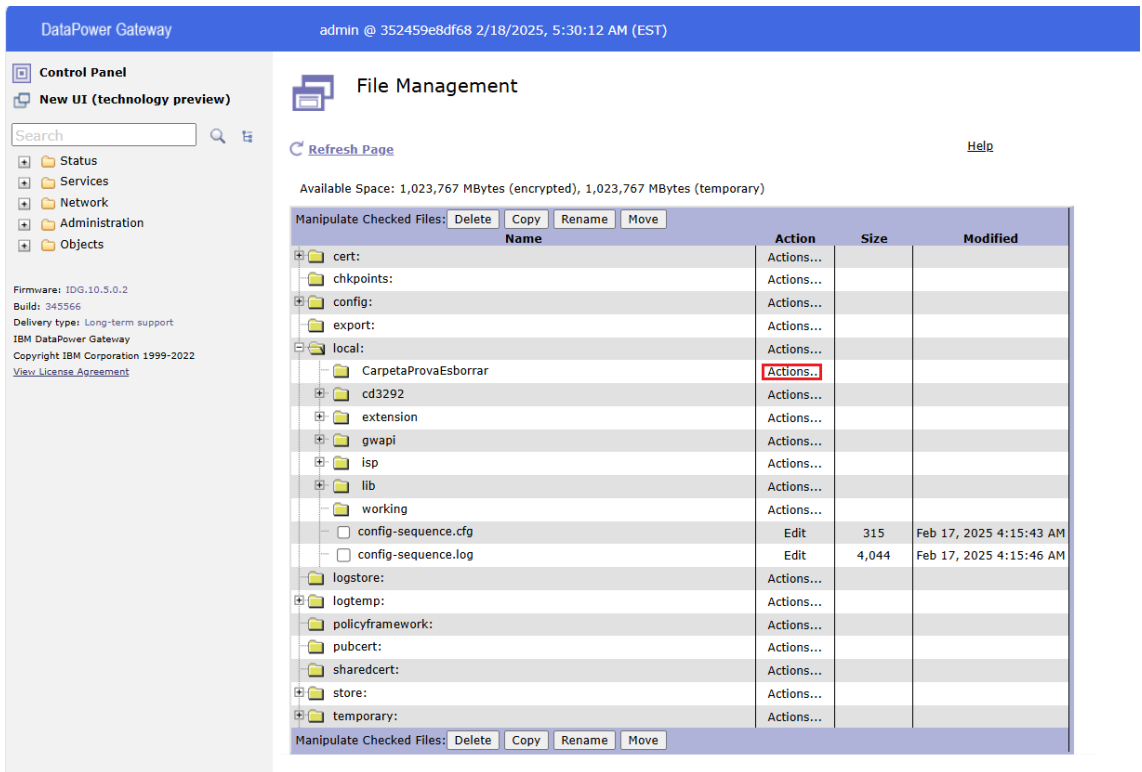 DataPower Gateway
admin @ 352459e8df68 2/18/2025, 5:30:12 AM (EST)
Control Panel
New UI (technology preview)
Search
Status
Services
Network
Administration
Objects
Firmware: IDG.10.5.0.2
Build: 345566
Delivery type: Long-term support
IBM DataPower Gateway
Copyright IBM Corporation 1999-2022
View License Agreement
File Management
Refresh Page
Help
Available Space: 1,023,767 MBytes (encrypted), 1,023,767 MBytes (temporary)
Manipulate Checked Files: Delete Copy Rename Move
Name Action Size Modified
cert: Actions...
chkpoints: Actions...
config: Actions...
export: Actions...
local: Actions...
CarpetaProvaEsborrar Actions..
cd3292 Actions...
extension Actions...
gwapi Actions...
isp Actions...
lib Actions...
working Actions...
config-sequence.cfg Edit 315 Feb 17, 2025 4:15:43 AM
config-sequence.log Edit 4,044 Feb 17, 2025 4:15:46 AM
logstore: Actions...
logtemp: Actions...
policyframework: Actions...
pubcert: Actions...
sharedcert: Actions...
store: Actions...
temporary: Actions...
Manipulate Checked Files: Delete Copy Rename Move